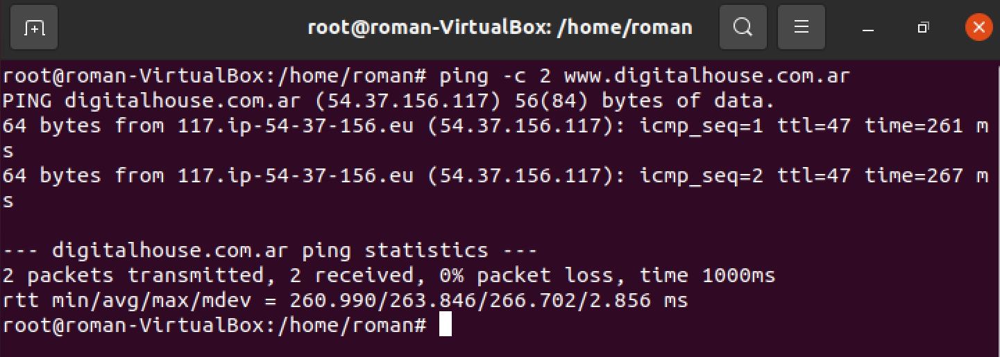 root@roman-VirtualBox: /home/roman
root@roman-VirtualBox:/home/roman# ping -c 2 www.digitalhouse.com.ar
PING digitalhouse.com.ar (54.37.156.117) 56(84) bytes of data.
64 bytes from 117.ip-54-37-156.eu (54.37.156.117): icmp_seq=1 ttl=47 time=261 m
s
64 bytes from 117.ip-54-37-156.eu (54.37.156.117): icmp_seq=2 ttl=47 time=267 m
s
--- digitalhouse.com.ar ping statistics ---
2 packets transmitted, 2 received, 0% packet loss, time 1000ms
rtt min/avg/max/mdev = 260.990/263.846/266.702/2.856 ms
root@roman-VirtualBox:/home/roman#